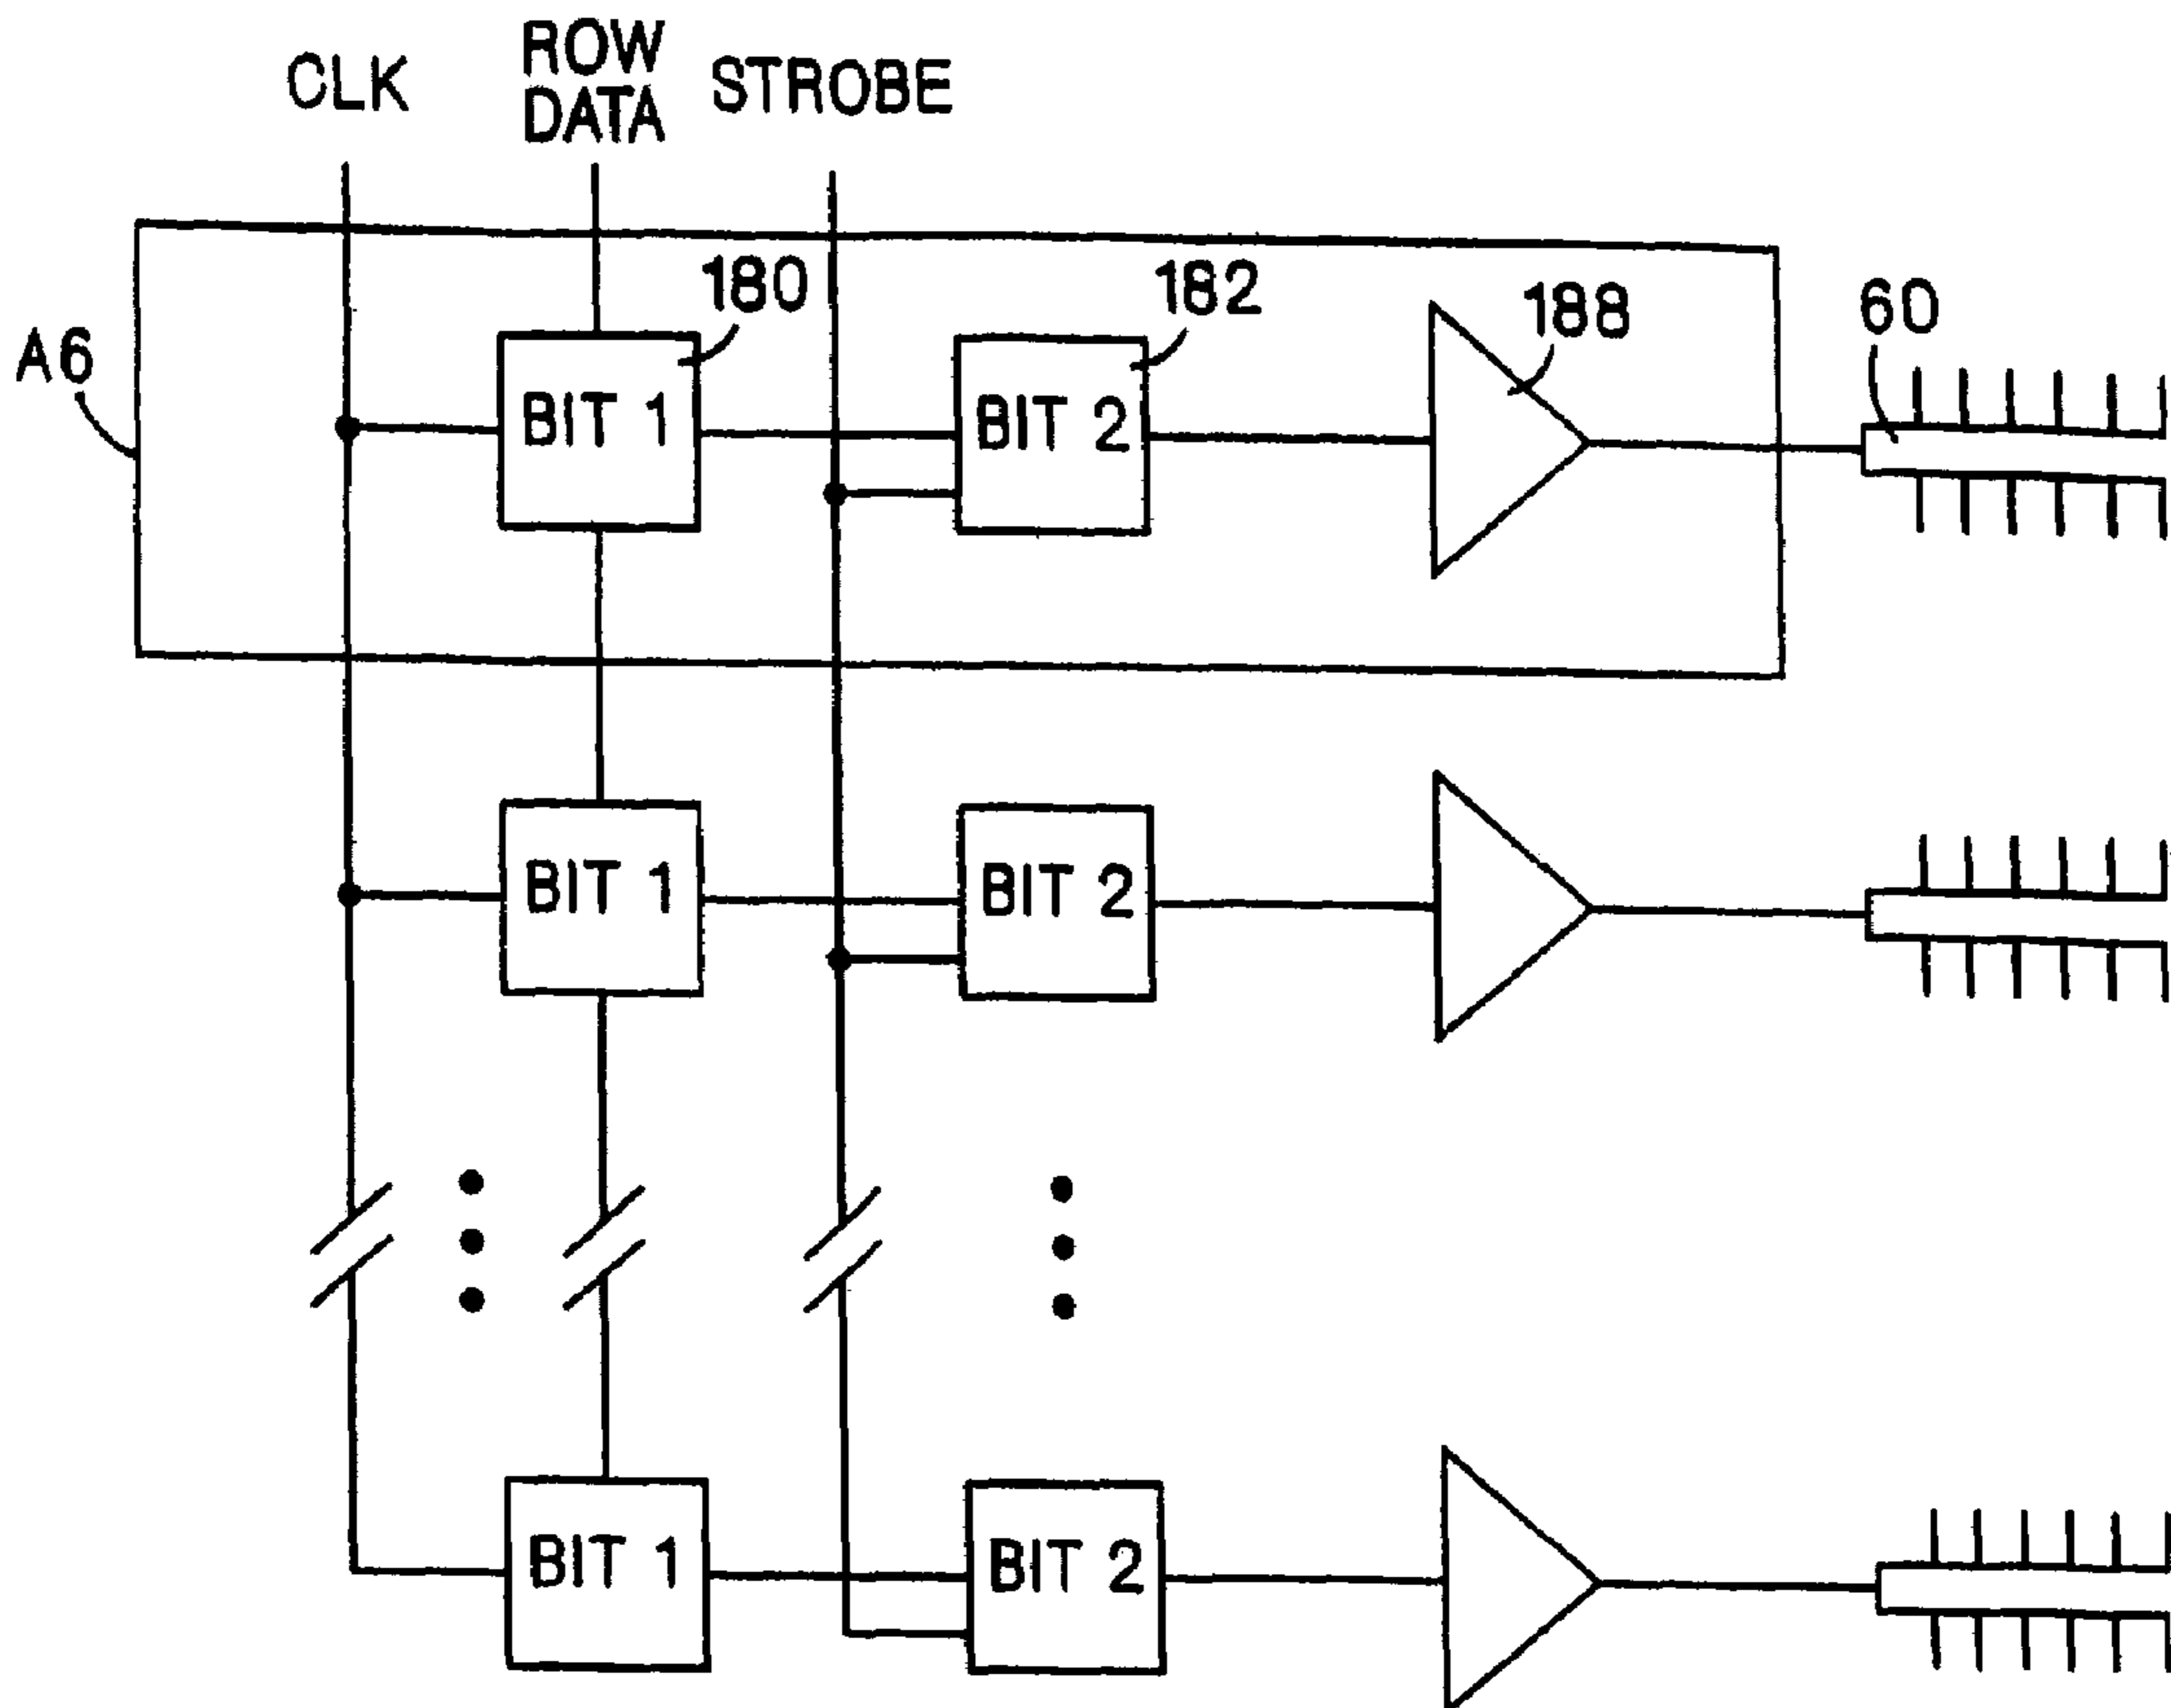 CLK
ROW
DATA
STROBE
180
182
188
60
A6
BIT 1
BIT 2
BIT 1
BIT 2
BIT 1
BIT 2